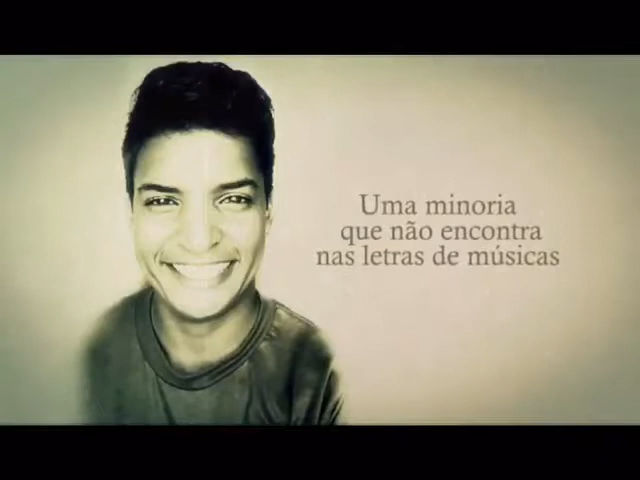 Uma minoria
que não encontra
nas letras de músicas